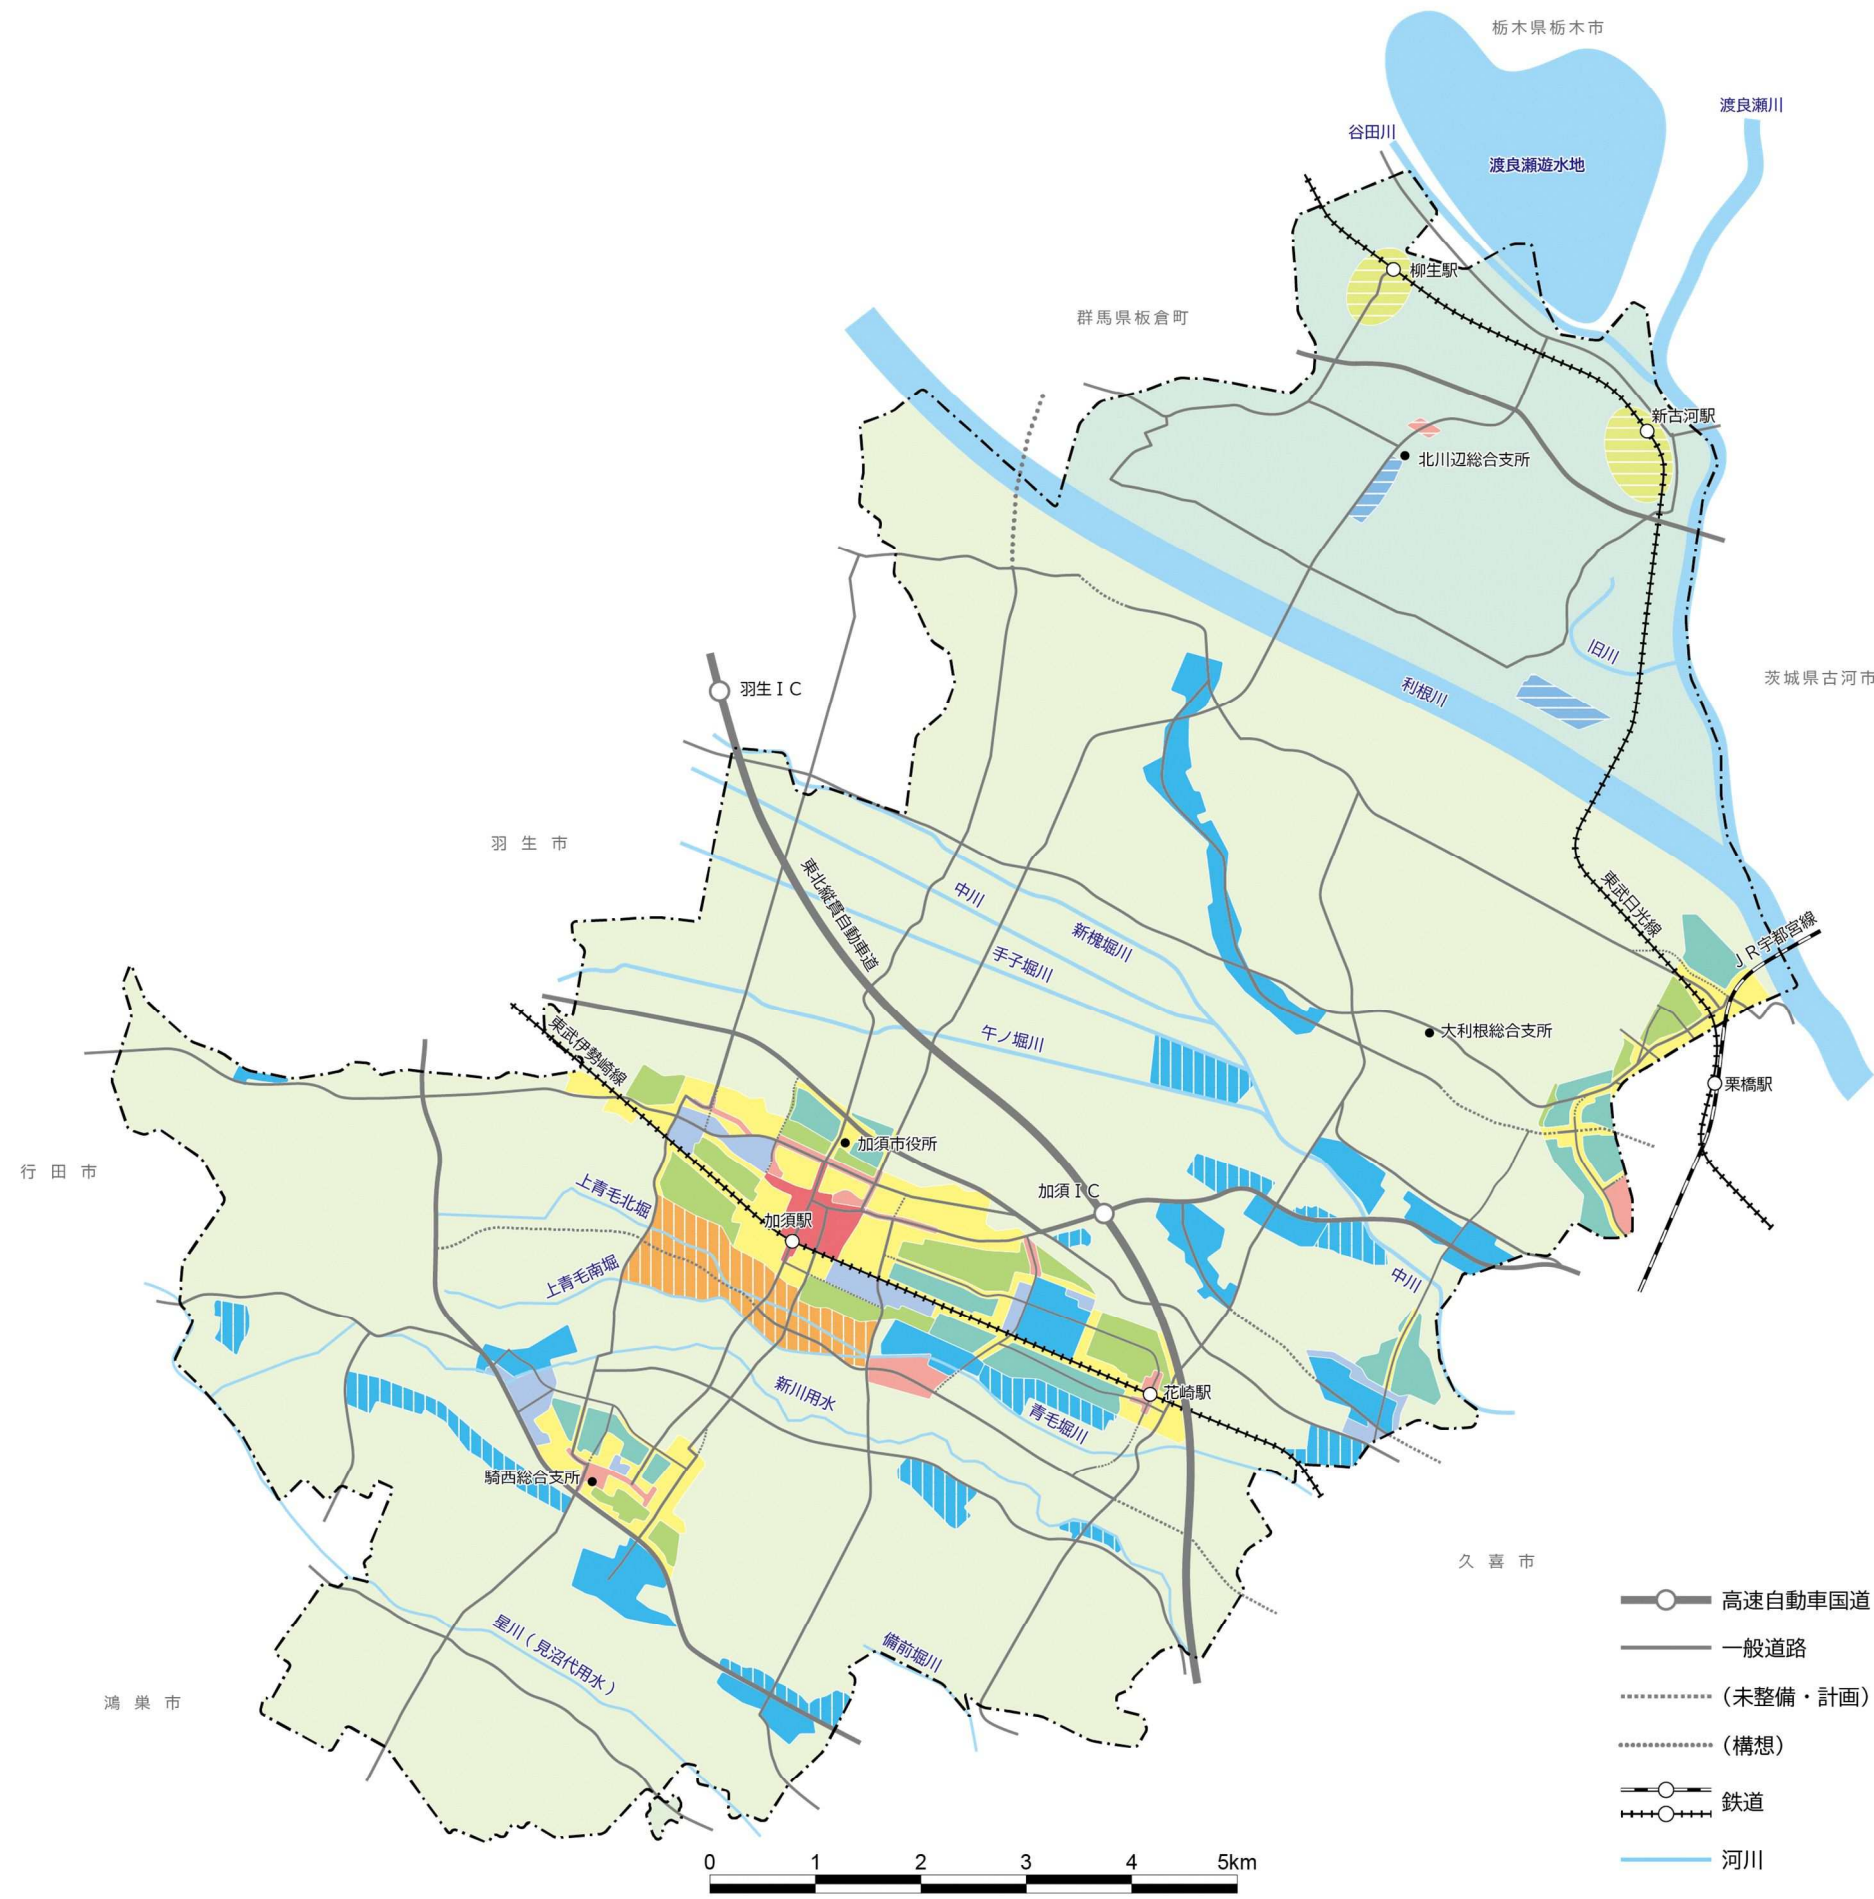 栃木県栃木市
渡良瀬川
谷田川
渡良瀬遊水地
柳生駅
群馬県板倉町
新古河駅
北川辺総合支所
旧川
茨城県古河市
利根川
羽生ＩＣ
羽生市
東北縦貫自動車道
中川
新槐堀川
手子堀川
東武日光線
ＪＲ宇都宮線
午ノ堀川
大利根総合支所
東武伊勢崎線
栗橋駅
加須市役所
行田市
上青毛北堀
加須ＩＣ
加須駅
上青毛南堀
中川
新川用水
花崎駅
青毛堀川
騎西総合支所
久喜市
星川（見沼代用水）
備前堀川
鴻巣市
高速自動車国道
一般道路
（未整備・計画）
（構想）
鉄道
河川
0 1 2 3 4 5km